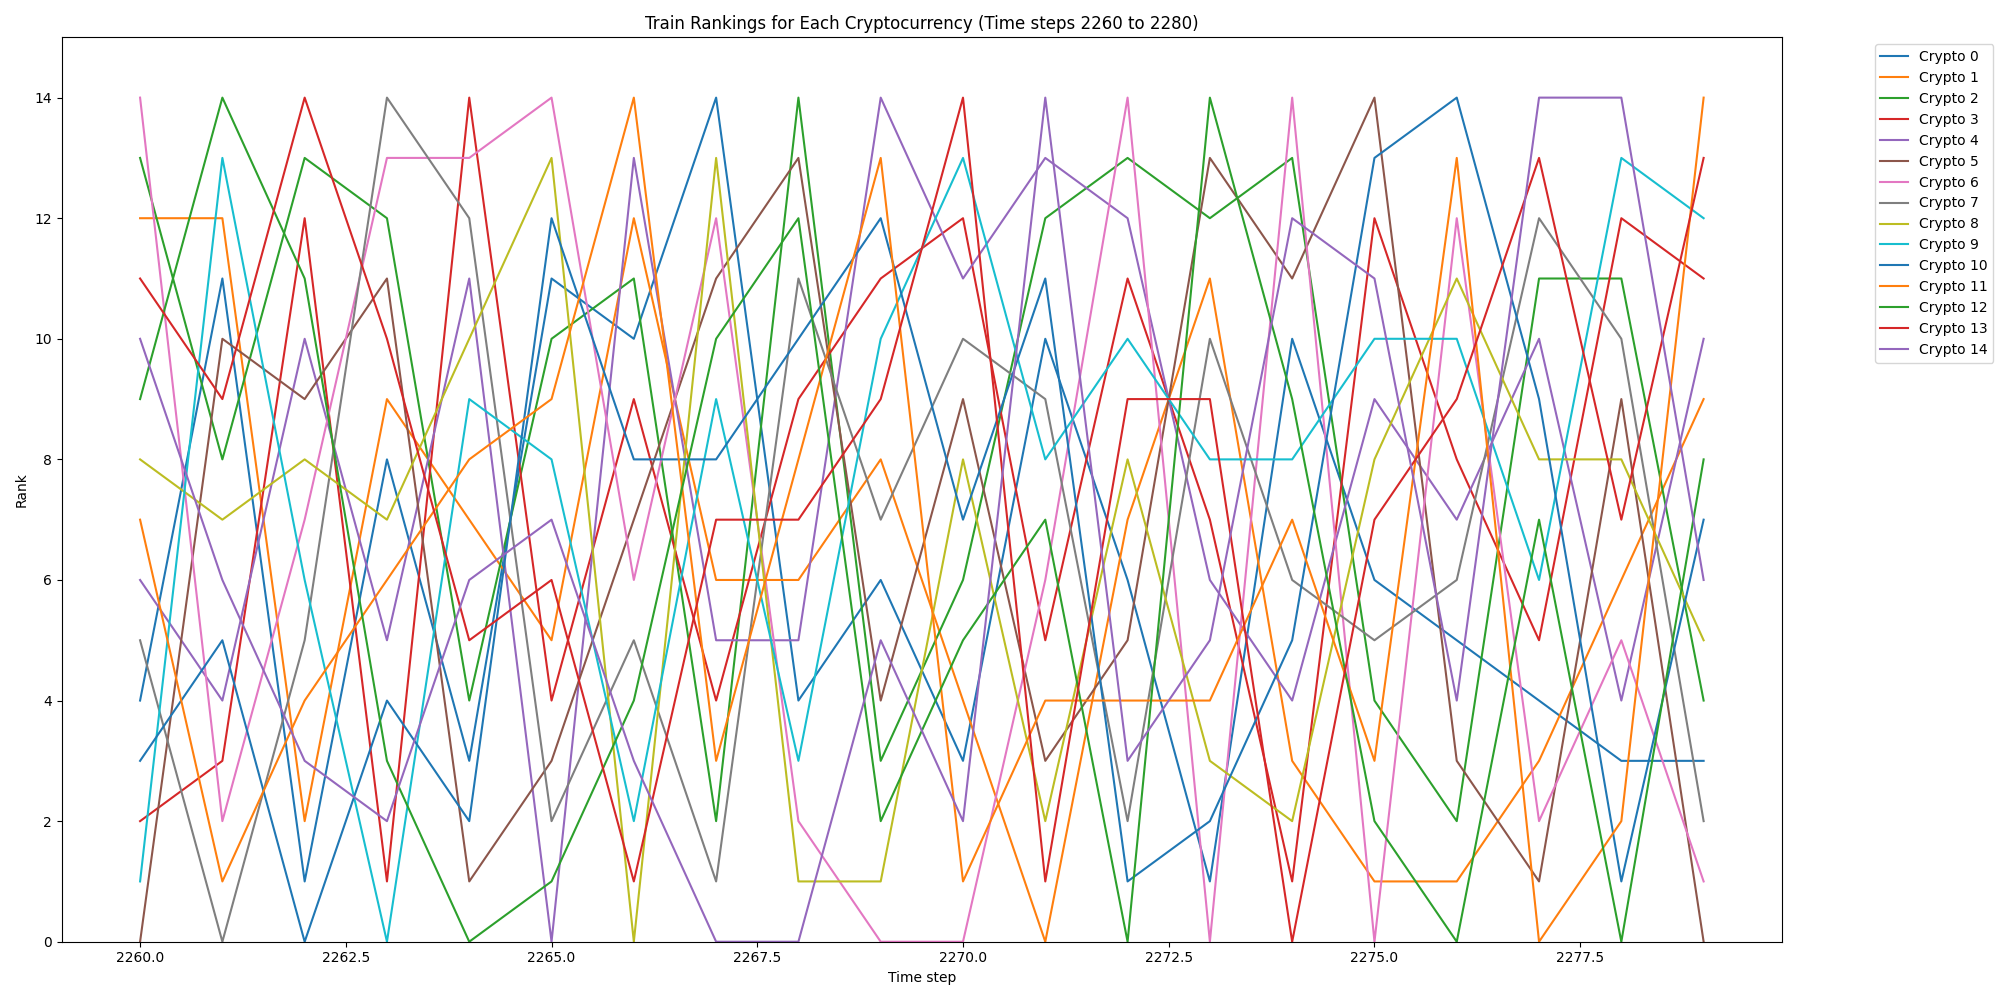 Train Rankings for Each Cryptocurrency (Time steps 2260 to 2280)
Rank
14
12
10
8
6
4
2
0
2260.0 2262.5 2265.0 2267.5 2270.0 2272.5 2275.0 2277.5
Time step
Crypto 0
Crypto 1
Crypto 2
Crypto 3
Crypto 4
Crypto 5
Crypto 6
Crypto 7
Crypto 8
Crypto 9
Crypto 10
Crypto 11
Crypto 12
Crypto 13
Crypto 14